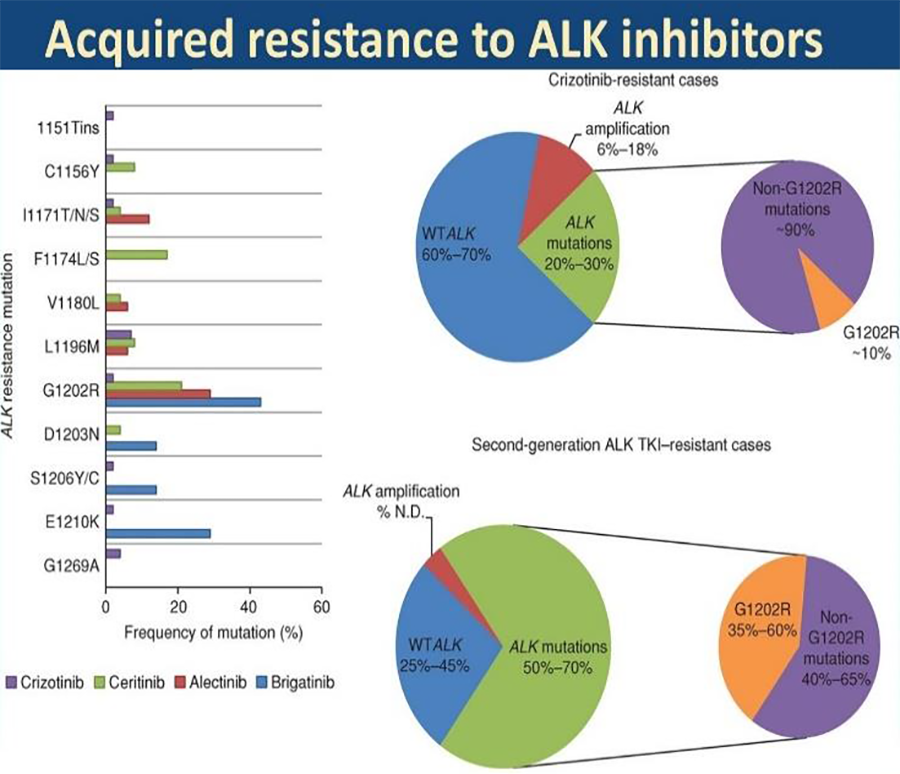 Acquired resistance to ALK inhibitors
ALK resistance mutation
1151Tins
C1156Y
I1171T/N/S
F1174L/S
V1180L
L1196M
G1202R
D1203N
S1206Y/C
E1210K
G1269A
0 20 40 60
Frequency of mutation (%)
Crizotinib Ceritinib Alectinib Brigatinib
Crizotinib-resistant cases
ALK
amplification
6%–18%
WT ALK
60%–70%
ALK
mutations
20%–30%
Non-G1202R
mutations
~90%
G1202R
~10%
Second-generation ALK TKI–resistant cases
ALK amplification
% N.D.
WT ALK
25%–45%
ALK mutations
50%–70%
G1202R
35%–60%
Non-
G1202R
mutations
40%–65%